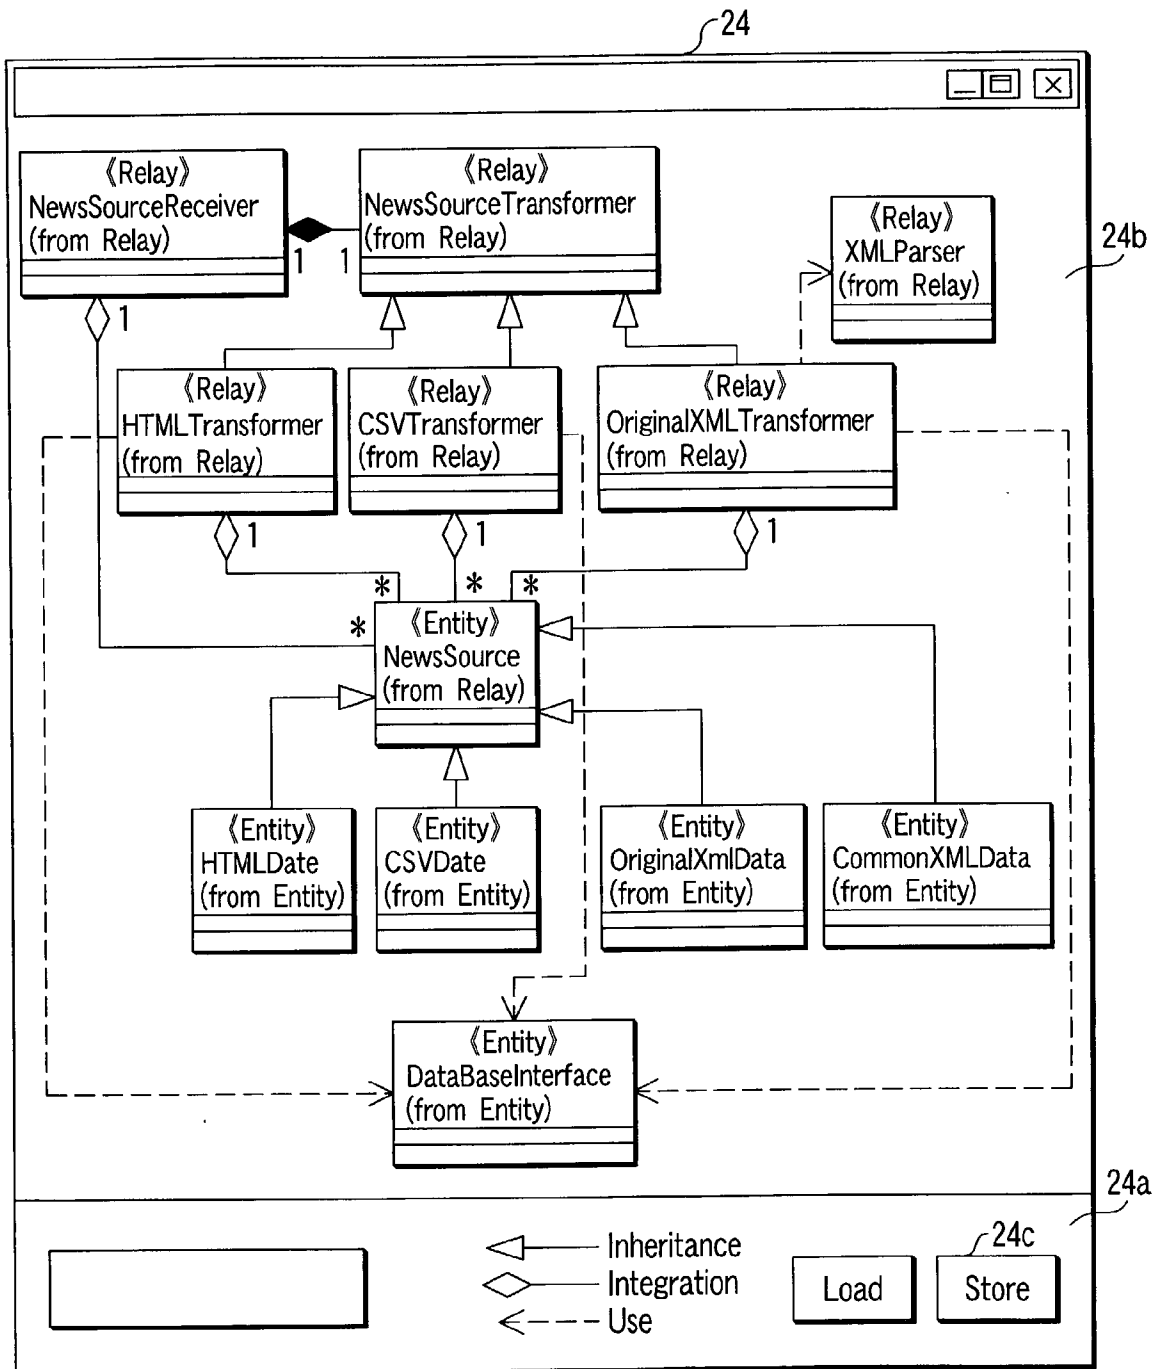 24
《Relay》
NewsSourceReceiver
(from Relay)
《Relay》
NewsSourceTransformer
(from Relay)
1
1
《Relay》
XMLParser
(from Relay)
24b
1
《Relay》
HTMLTransformer
(from Relay)
《Relay》
CSVTransformer
(from Relay)
《Relay》
OriginalXMLTransformer
(from Relay)
1
1
1
*
*
*
*
《Entity》
NewsSource
(from Relay)
《Entity》
HTMLDate
(from Entity)
《Entity》
CSVDate
(from Entity)
《Entity》
OriginalXmlData
(from Entity)
《Entity》
CommonXMLData
(from Entity)
《Entity》
DataBaseInterface
(from Entity)
24a
Inheritance
Integration
Use
Load
24c
Store